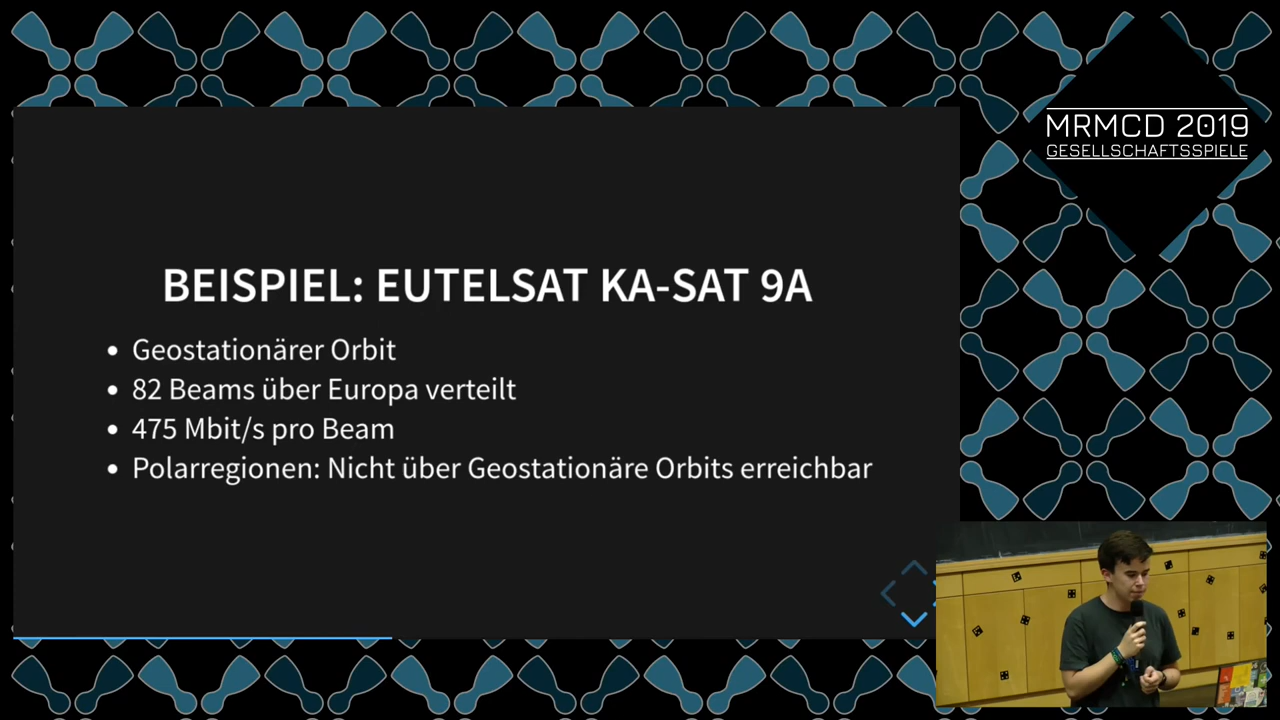 MRMCD 2019
GESELLSCHAFTSSPIELE
BEISPIEL: EUTELSAT KA-SAT 9A
Geostationärer Orbit
82 Beams über Europa verteilt
475 Mbit/s pro Beam
Polarregionen: Nicht über Geostationäre Orbits erreichbar